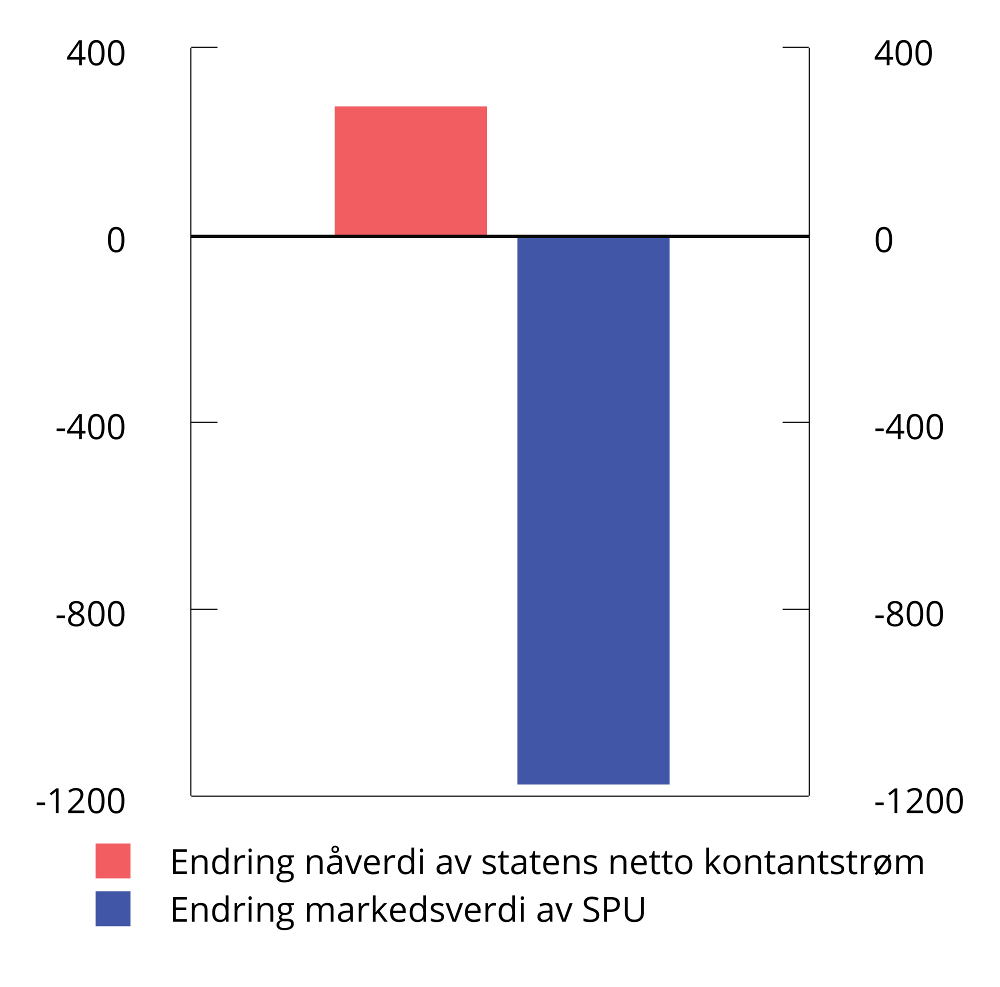 400 400
0 0
-400 -400
-800 -800
-1200 -1200
Endring nåverdi av statens netto kontantstrøm
Endring markedsverdi av SPU